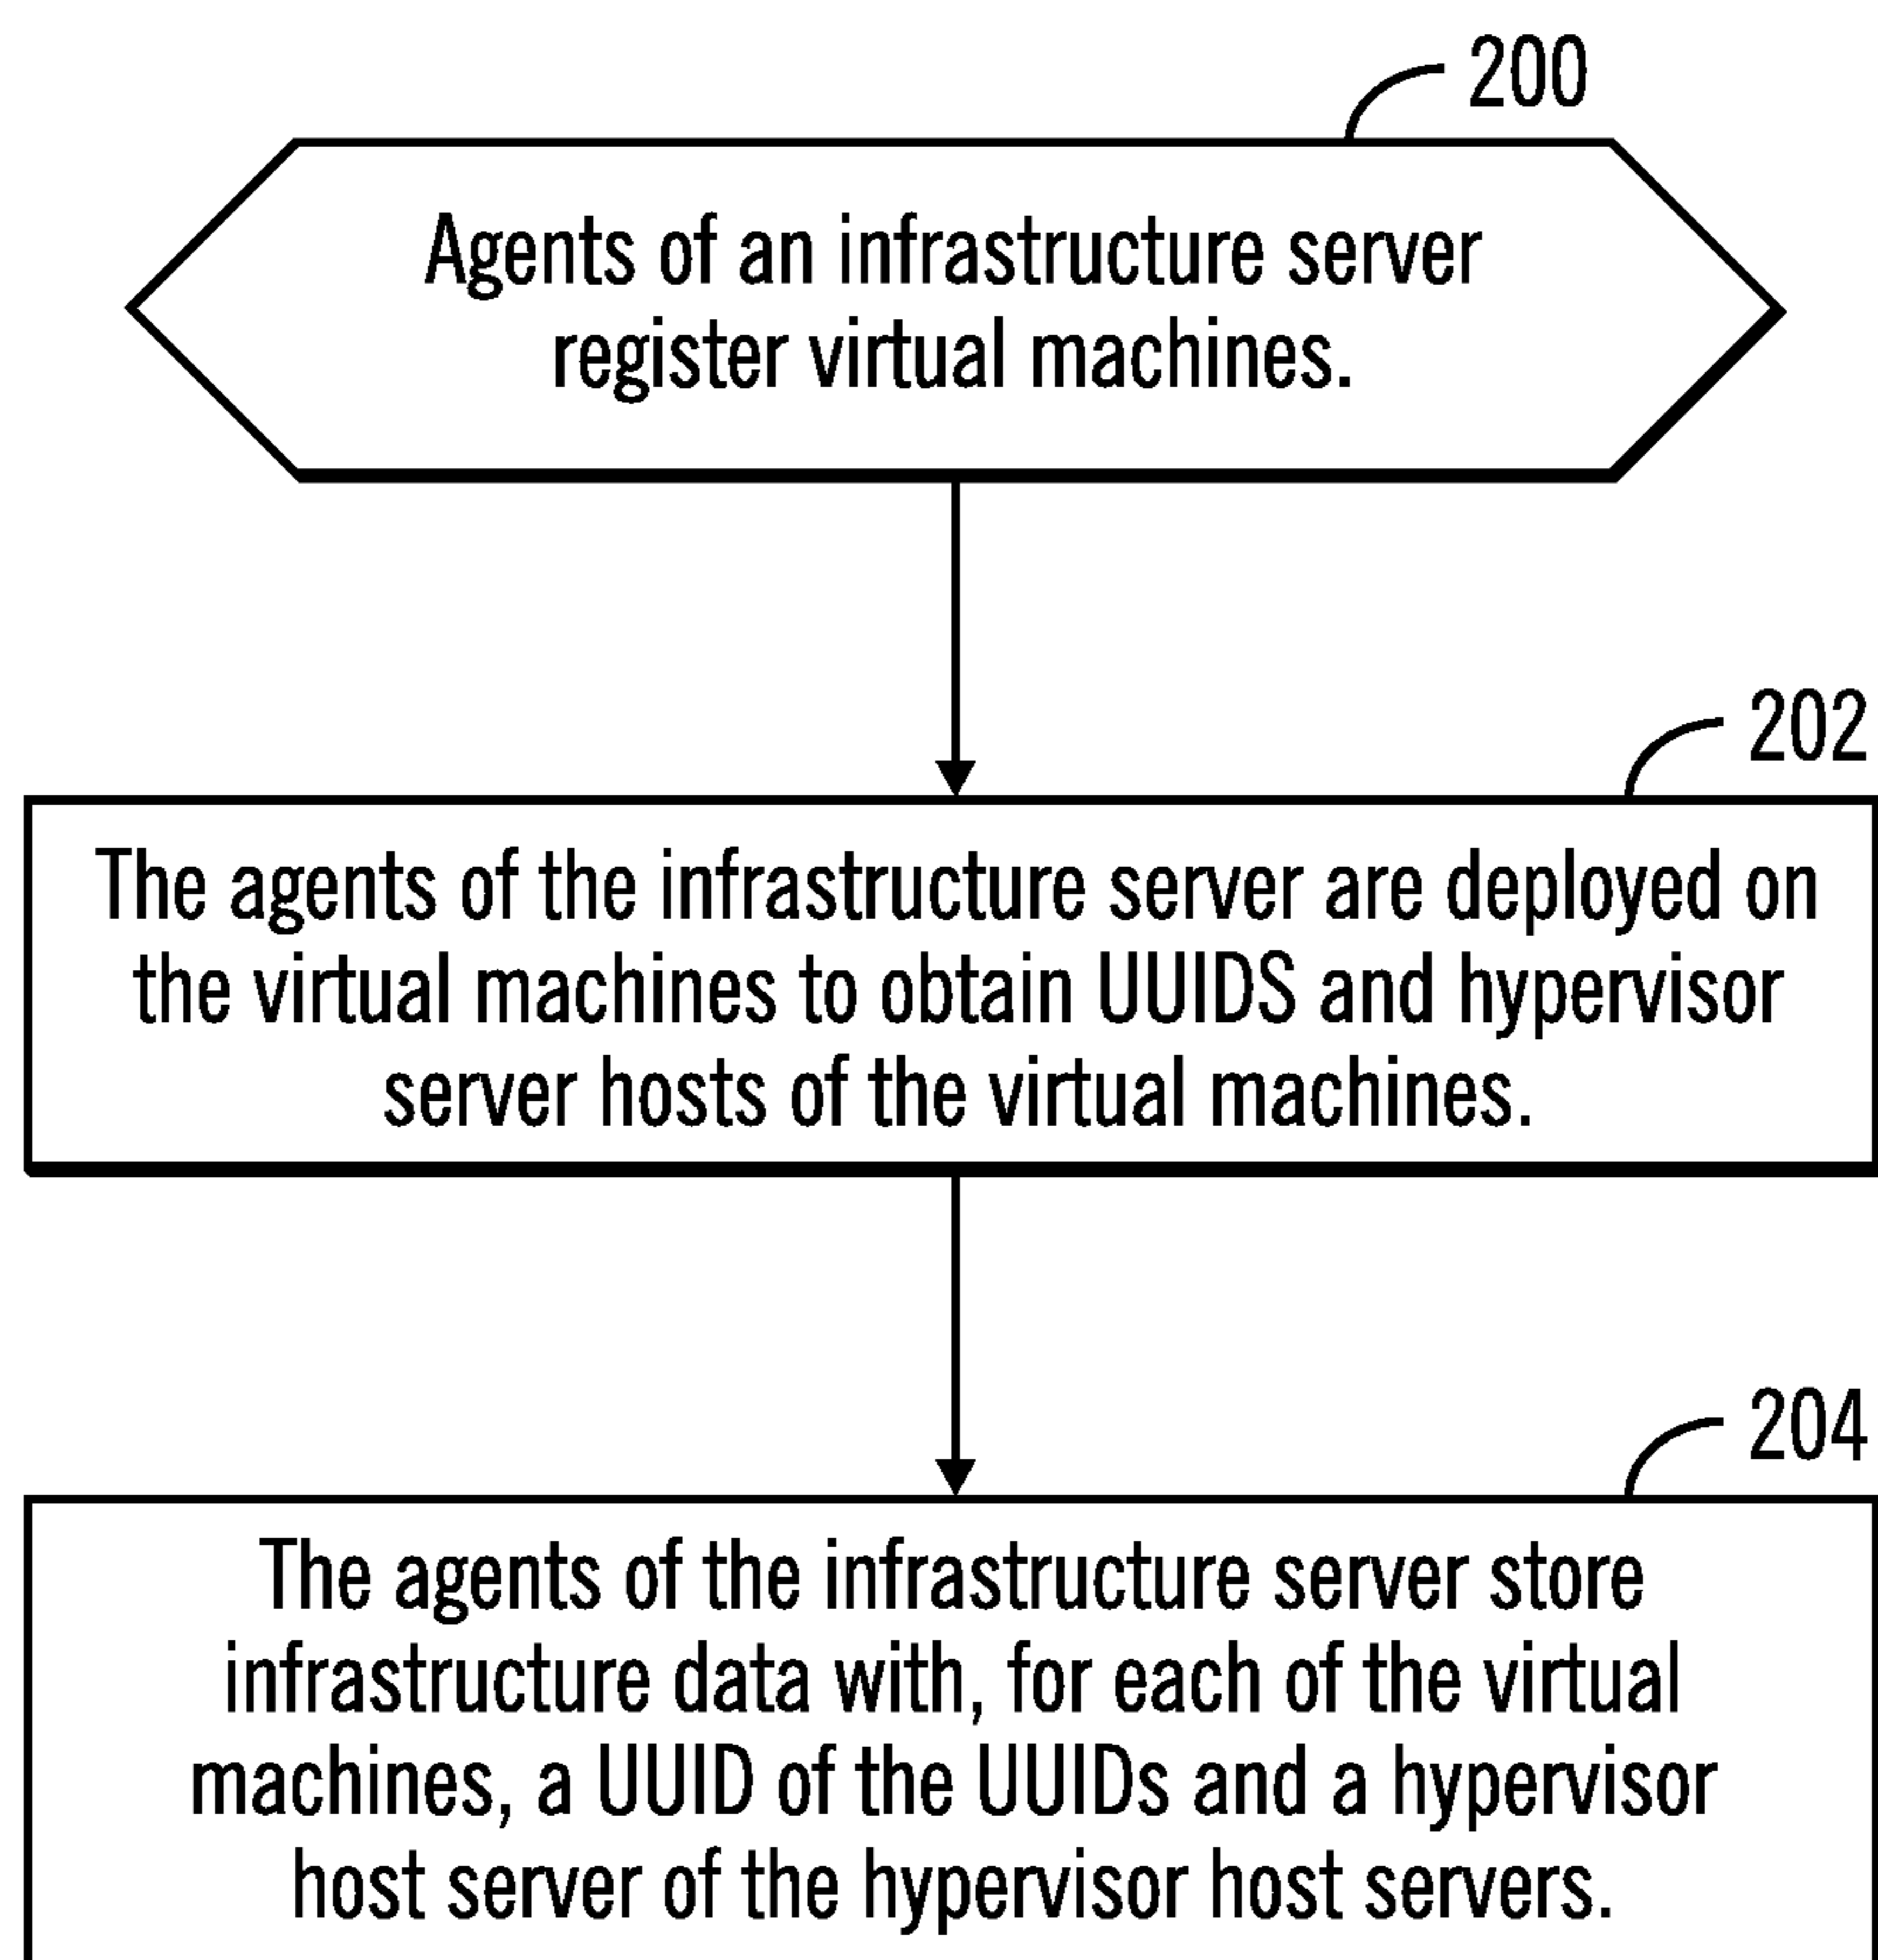 200
Agents of an infrastructure server
register virtual machines.
202
The agents of the infrastructure server are deployed on
the virtual machines to obtain UUIDS and hypervisor
server hosts of the virtual machines.
204
The agents of the infrastructure server store
infrastructure data with, for each of the virtual
machines, a UUID of the UUIDs and a hypervisor
host server of the hypervisor host servers.